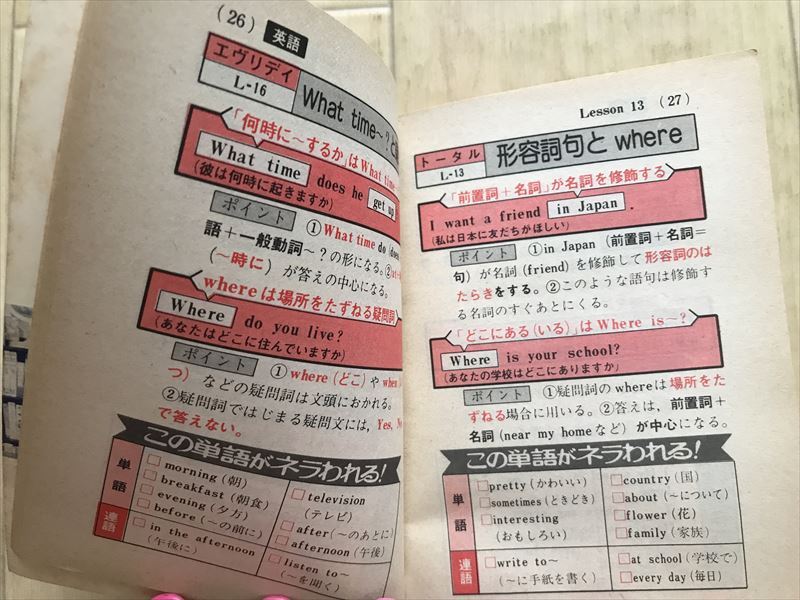 (26) 英語
エヴリデイ
L-16
What time～?と
「何時に～するか」はWhat time
What time does he get up
(彼は何時に起きますか)
ポイント ①What time do (does
語＋一般動詞～?の形になる。②at～
(～時に) が答えの中心になる。
whereは場所をたずねる疑問詞
Where do you live?
(あなたはどこに住んでいますか)
ポイント ①where (どこ) や when
つ) などの疑問詞は文頭におかれる。
②疑問詞ではじまる疑問文には, Yes, No
で答えない。
この単語がネラわれる!
単語
□morning (朝)
□breakfast (朝食)
□evening (夕方)
□before (～の前に)
□television
(テレビ)
□after (～のあとに)
□afternoon (午後)
連語
□in the afternoon
(午後に)
□listen to～
(～を聞く)
Lesson 13 (27)
トータル
L-13
形容詞句と where
「前置詞＋名詞」が名詞を修飾する
I want a friend in Japan .
(私は日本に友だちがほしい)
ポイント ①in Japan (前置詞＋名詞＝
句) が名詞 (friend) を修飾して形容詞のは
たらきをする。②このような語句は修飾す
る名詞のすぐあとにくる。
「どこにある(いる)」はWhere is～?
Where is your school?
(あなたの学校はどこにありますか)
ポイント ①疑問詞の whereは場所をた
ずねる場合に用いる。②答えは, 前置詞＋
名詞 (near my home など) が中心になる。
この単語がネラわれる!
単語
□pretty (かわいい)
□sometimes (ときどき)
□interesting
(おもしろい)
□country (国)
□about (～について)
□flower (花)
□family (家族)
連語
□write to～
(～に手紙を書く)
□at school (学校で)
□every day (毎日)